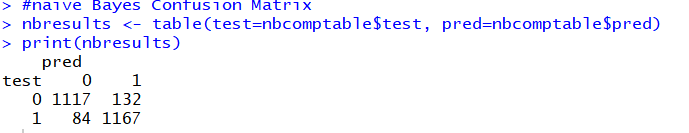 > #naive Bayes Confusion Matrix
> nbresults <- table(test=nbcomptable$test, pred=nbcomptable$pred)
> print(nbresults)
    pred
test    0    1
   0 1117  132
   1   84 1167